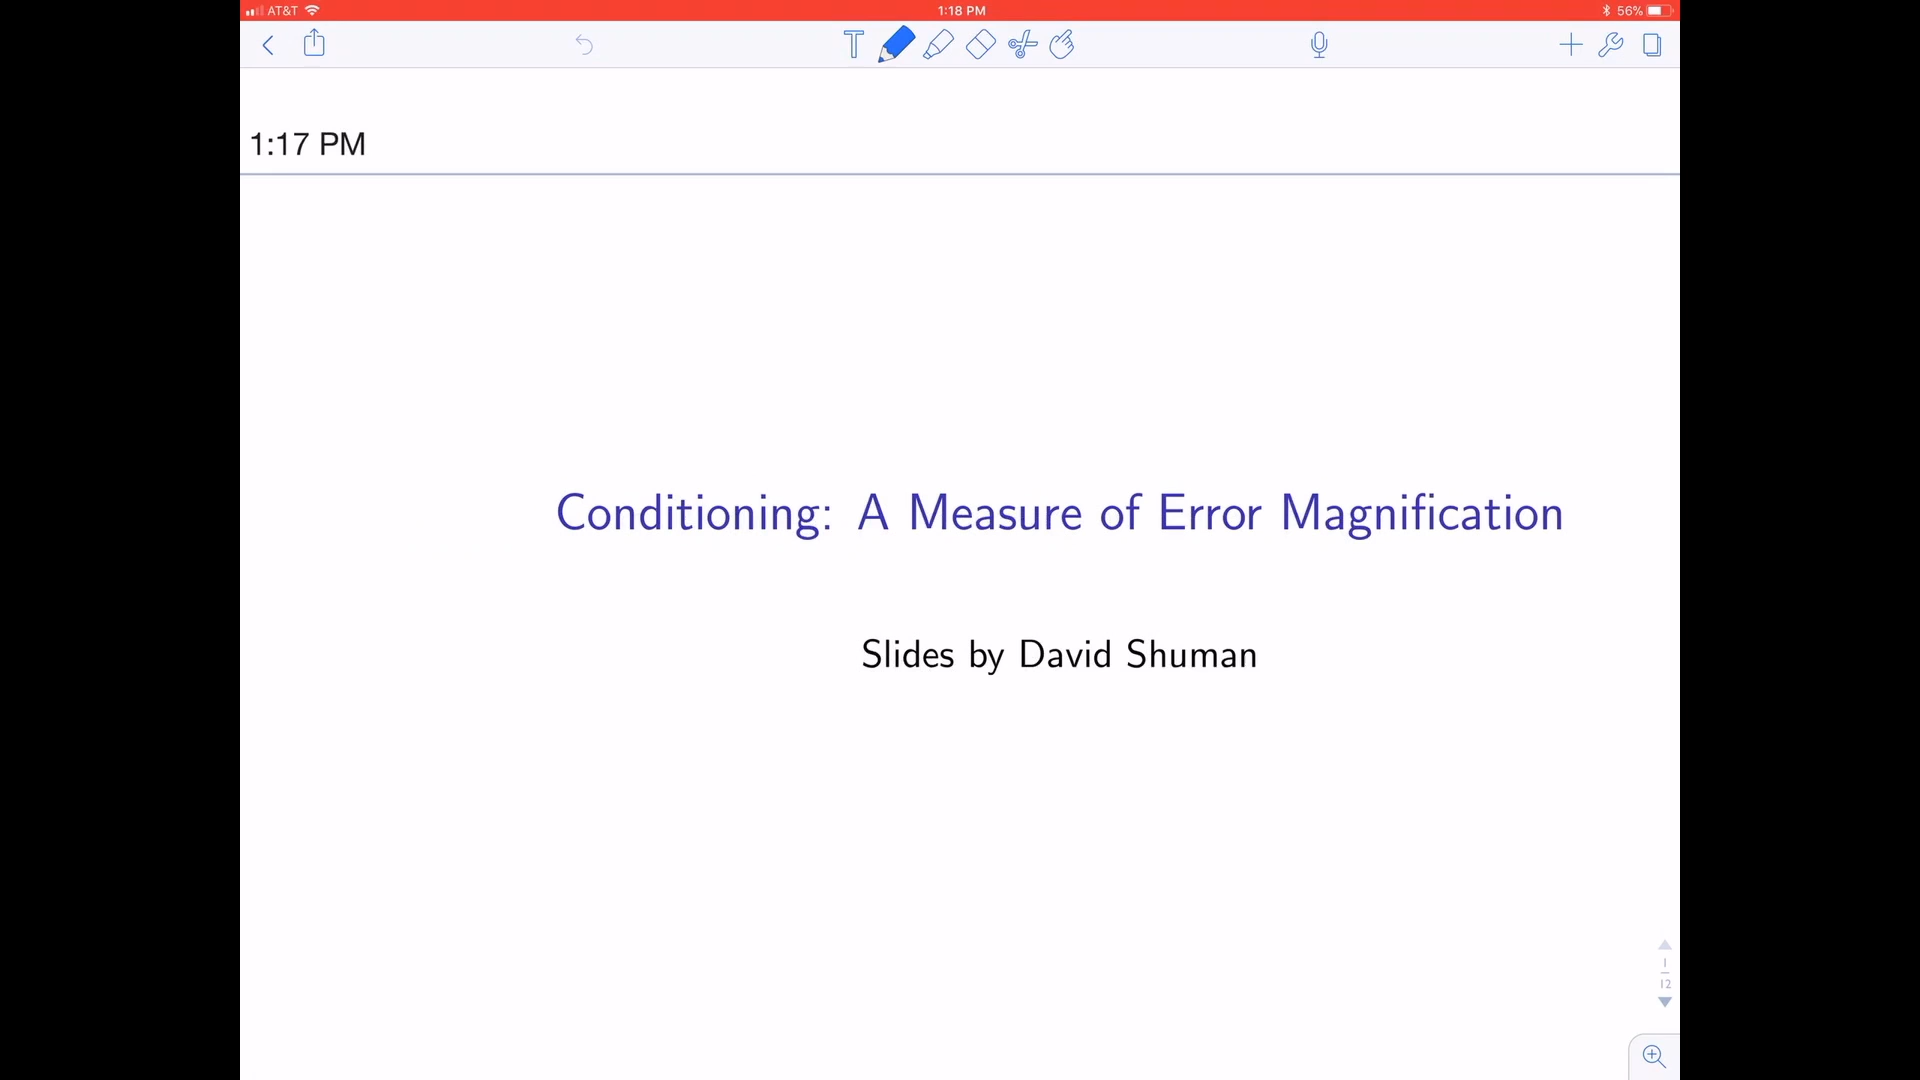 AT&T 1:18 PM 56%
T
1:17 PM
Conditioning: A Measure of Error Magnification
Slides by David Shuman
1
12